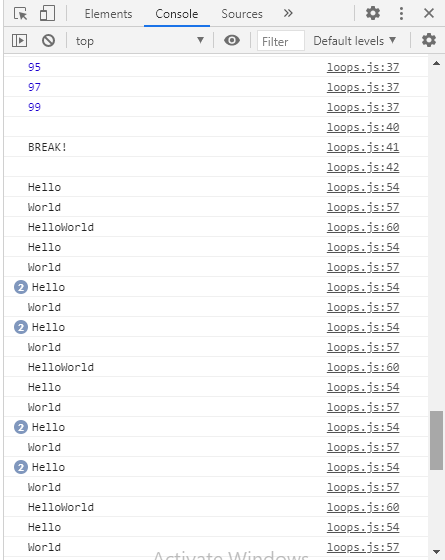 Elements Console Sources »
top Filter Default levels
95 loops.js:37
97 loops.js:37
99 loops.js:37
loops.js:40
BREAK! loops.js:41
loops.js:42
Hello loops.js:54
World loops.js:57
HelloWorld loops.js:60
Hello loops.js:54
World loops.js:57
2 Hello loops.js:54
World loops.js:57
2 Hello loops.js:54
World loops.js:57
HelloWorld loops.js:60
Hello loops.js:54
World loops.js:57
2 Hello loops.js:54
World loops.js:57
2 Hello loops.js:54
World loops.js:57
HelloWorld loops.js:60
Hello loops.js:54
World loops.js:57
Activate Windows